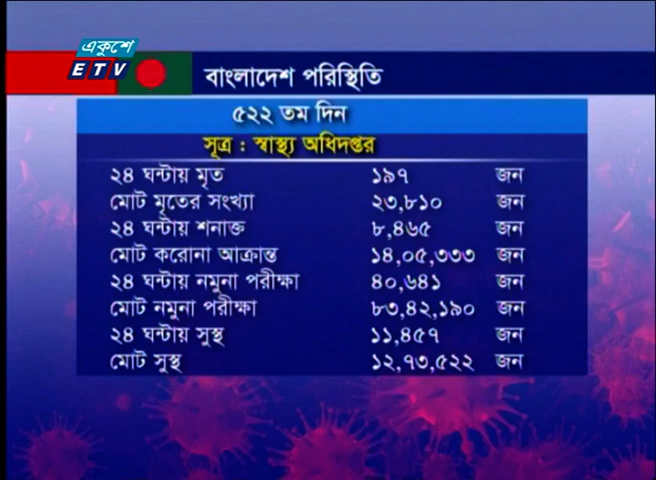 একুশে
ETV
বাংলাদেশ পরিস্থিতি
৫২২ তম দিন
সূত্র : স্বাস্থ্য অধিদপ্তর
২৪ ঘন্টায় মৃত ১৯৭ জন
মোট মৃতের সংখ্যা ২৩,৮১০ জন
২৪ ঘন্টায় শনাক্ত ৮,৪৬৫ জন
মোট করোনা আক্রান্ত ১৪,০৫,৩৩৩ জন
২৪ ঘন্টায় নমুনা পরীক্ষা ৪০,৬৪১ জন
মোট নমুনা পরীক্ষা ৮৩,৪২,১৯০ জন
২৪ ঘন্টায় সুস্থ ১১,৪৫৭ জন
মোট সুস্থ ১২,৭৩,৫২২ জন